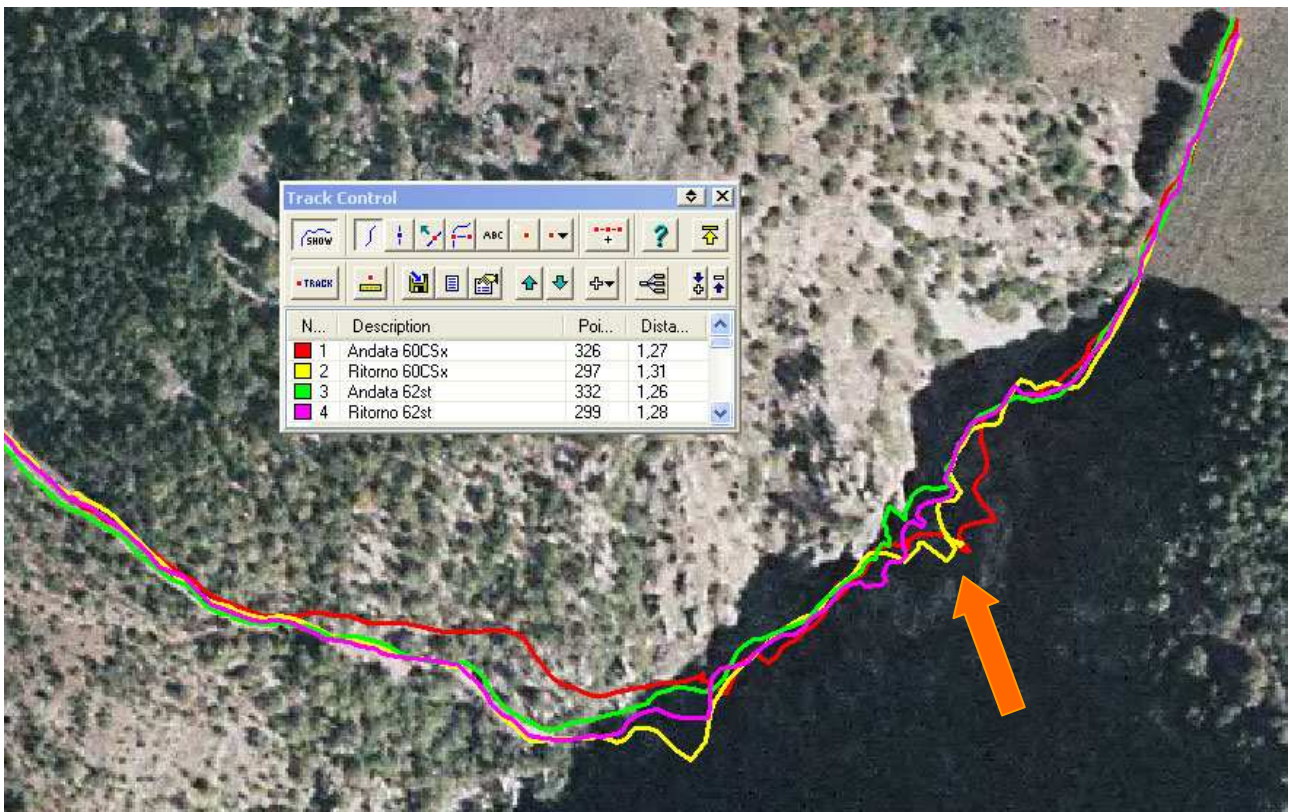 Track Control
SHOW
ABC
?
TRACK
N... Description Poi... Dista...
1 Andata 60CSx 326 1,27
2 Ritorno 60CSx 297 1,31
3 Andata 62st 332 1,26
4 Ritorno 62st 299 1,28